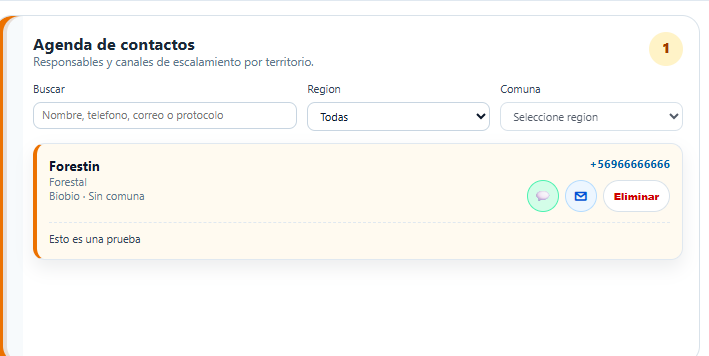 Agenda de contactos
1
Responsables y canales de escalamiento por territorio.
Buscar
Region
Comuna
Nombre, telefono, correo o protocolo
Todas
Seleccione region
Forestin
+56966666666
Forestal
Biobio · Sin comuna
Eliminar
Esto es una prueba